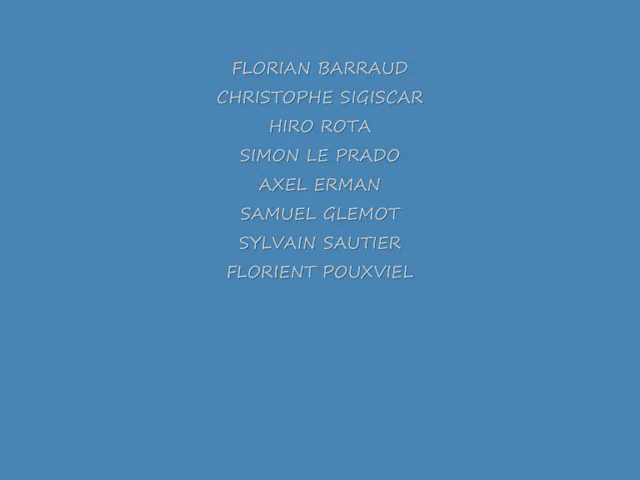 FLORIAN BARRAUD
CHRISTOPHE SIGISCAR
HIRO ROTA
SIMON LE PRADO
AXEL ERMAN
SAMUEL GLEMOT
SYLVAIN SAUTIER
FLORIENT POUXVIEL